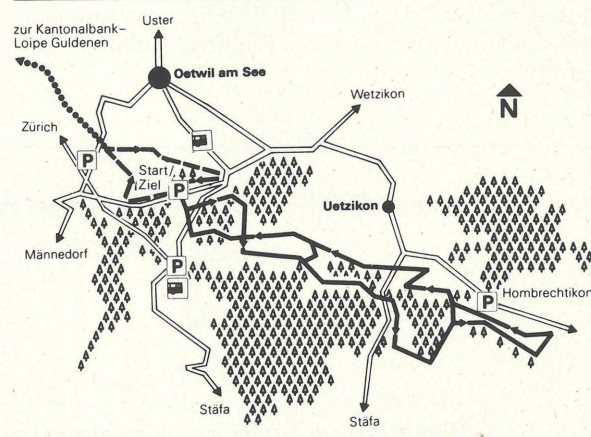 zur Kantonalbank-
Loipe Guldenen
Uster
Oetwil am See
Wetzikon
N
Zürich
P
Start/
Ziel
P
Uetzikon
Männedorf
P
P
Hombrechtikon
Stäfa
Stäfa